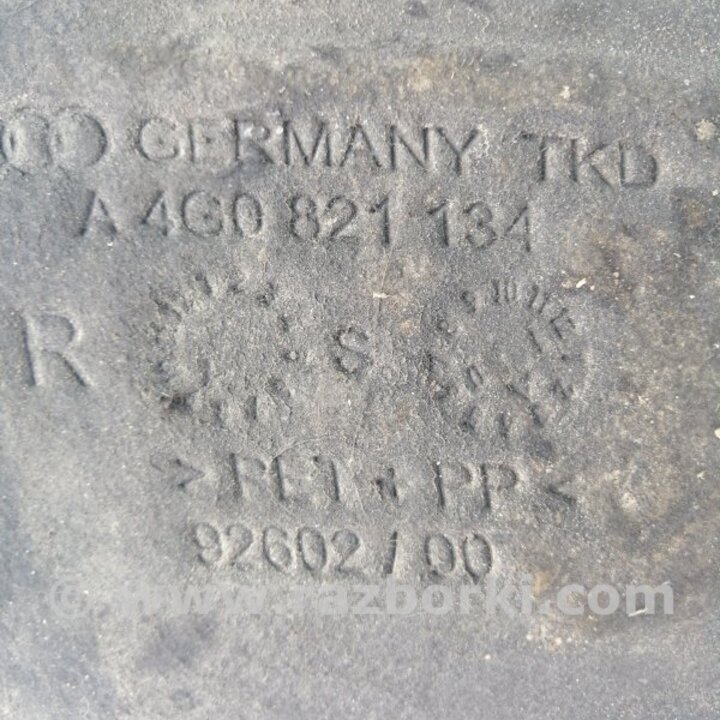 GERMANY TKD
A 4G0 821 134
R S
> PET + PP <
92602 / 00
© www.razborki.com